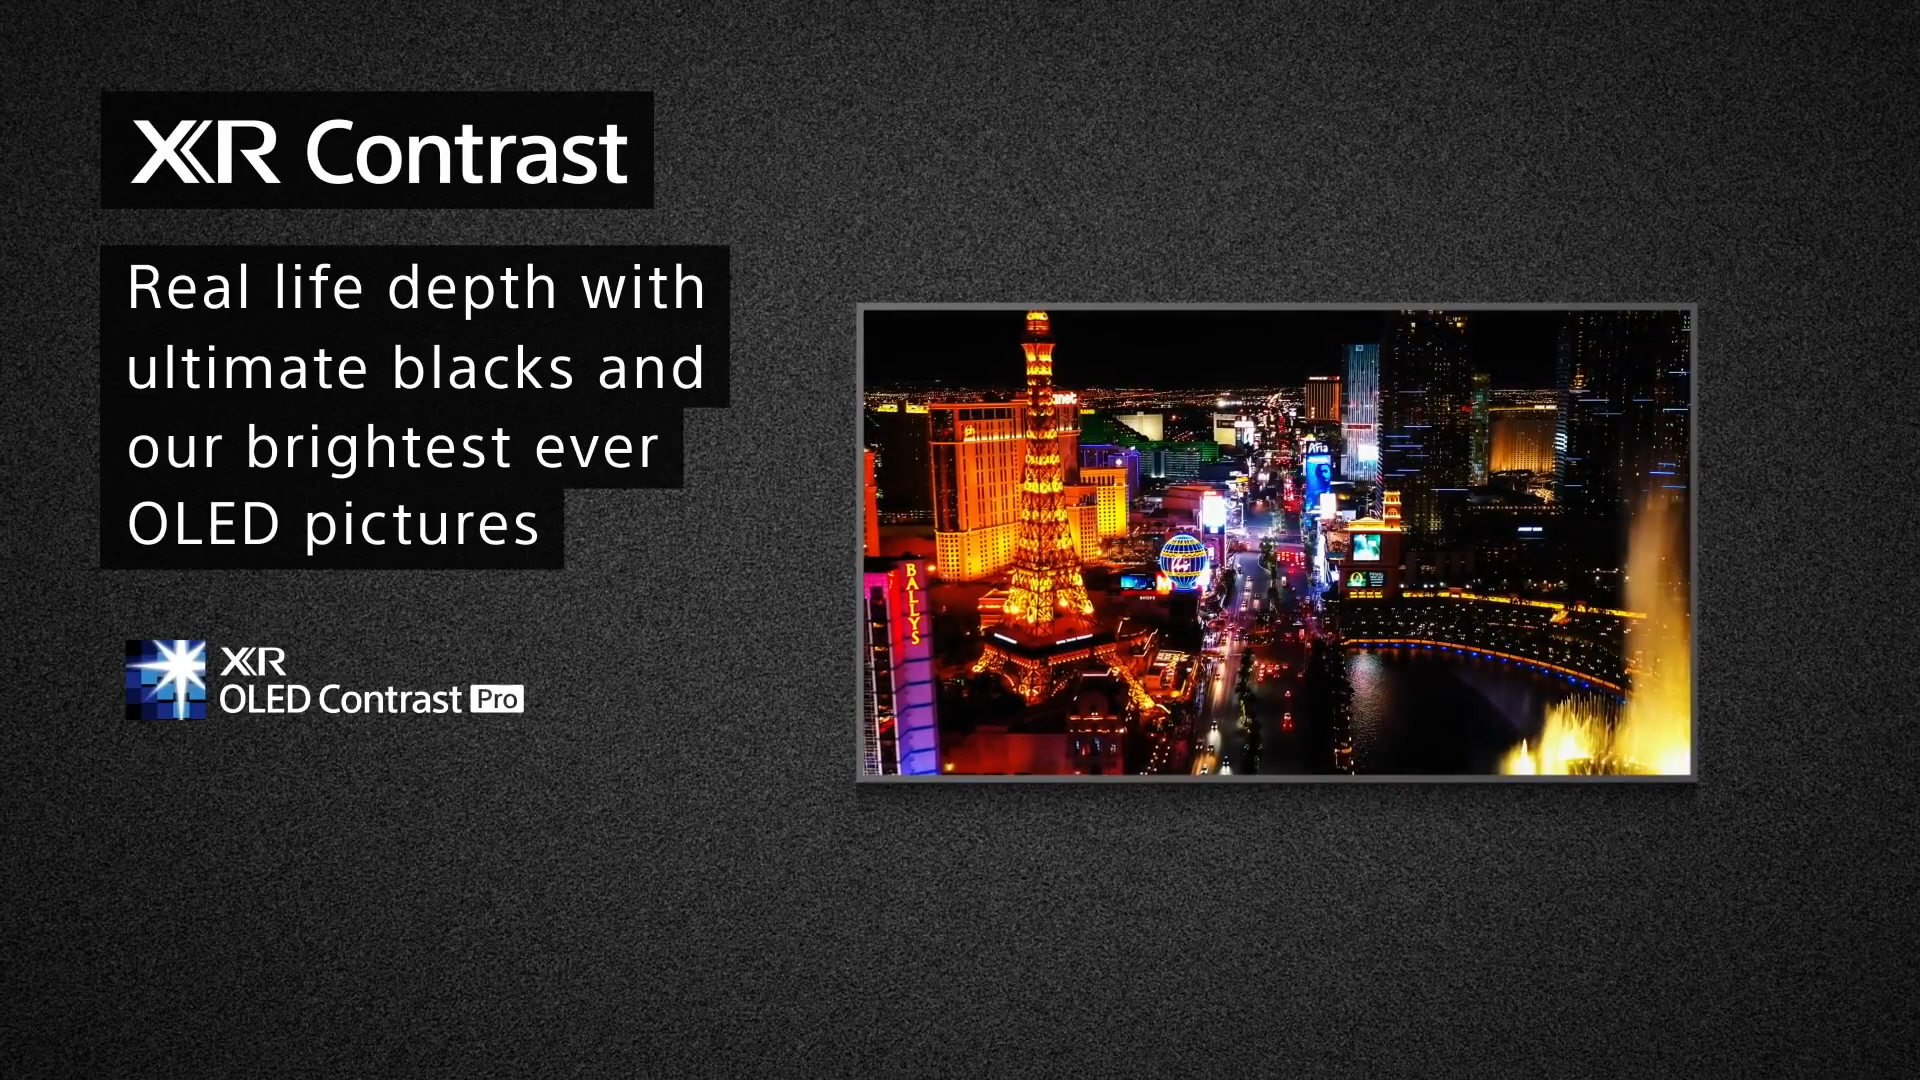 XR Contrast
Real life depth with
ultimate blacks and
our brightest ever
OLED pictures
XR
OLED Contrast Pro
BALLYS
Aria